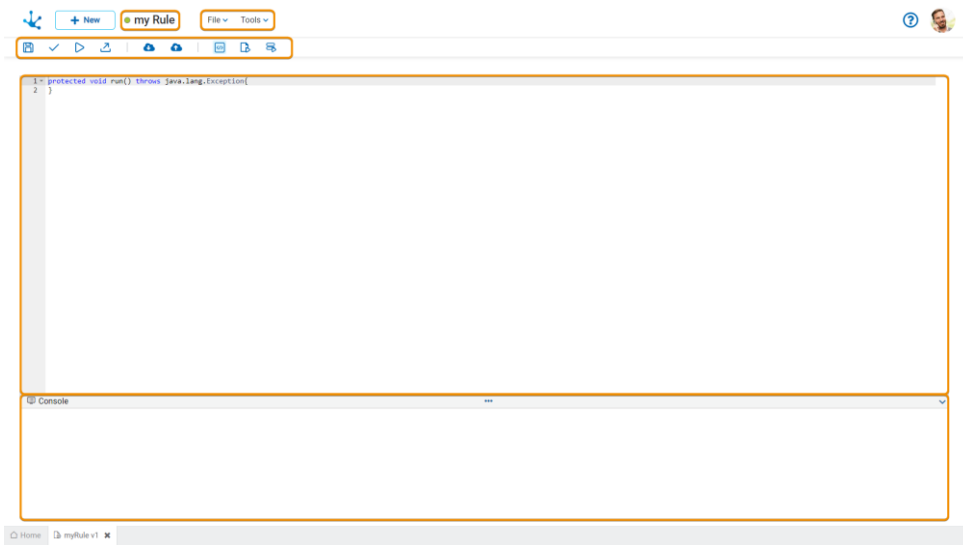 + New
my Rule
File
Tools
1 protected void run() throws java.lang.Exception{
2 }
Console
Home
myRule v1